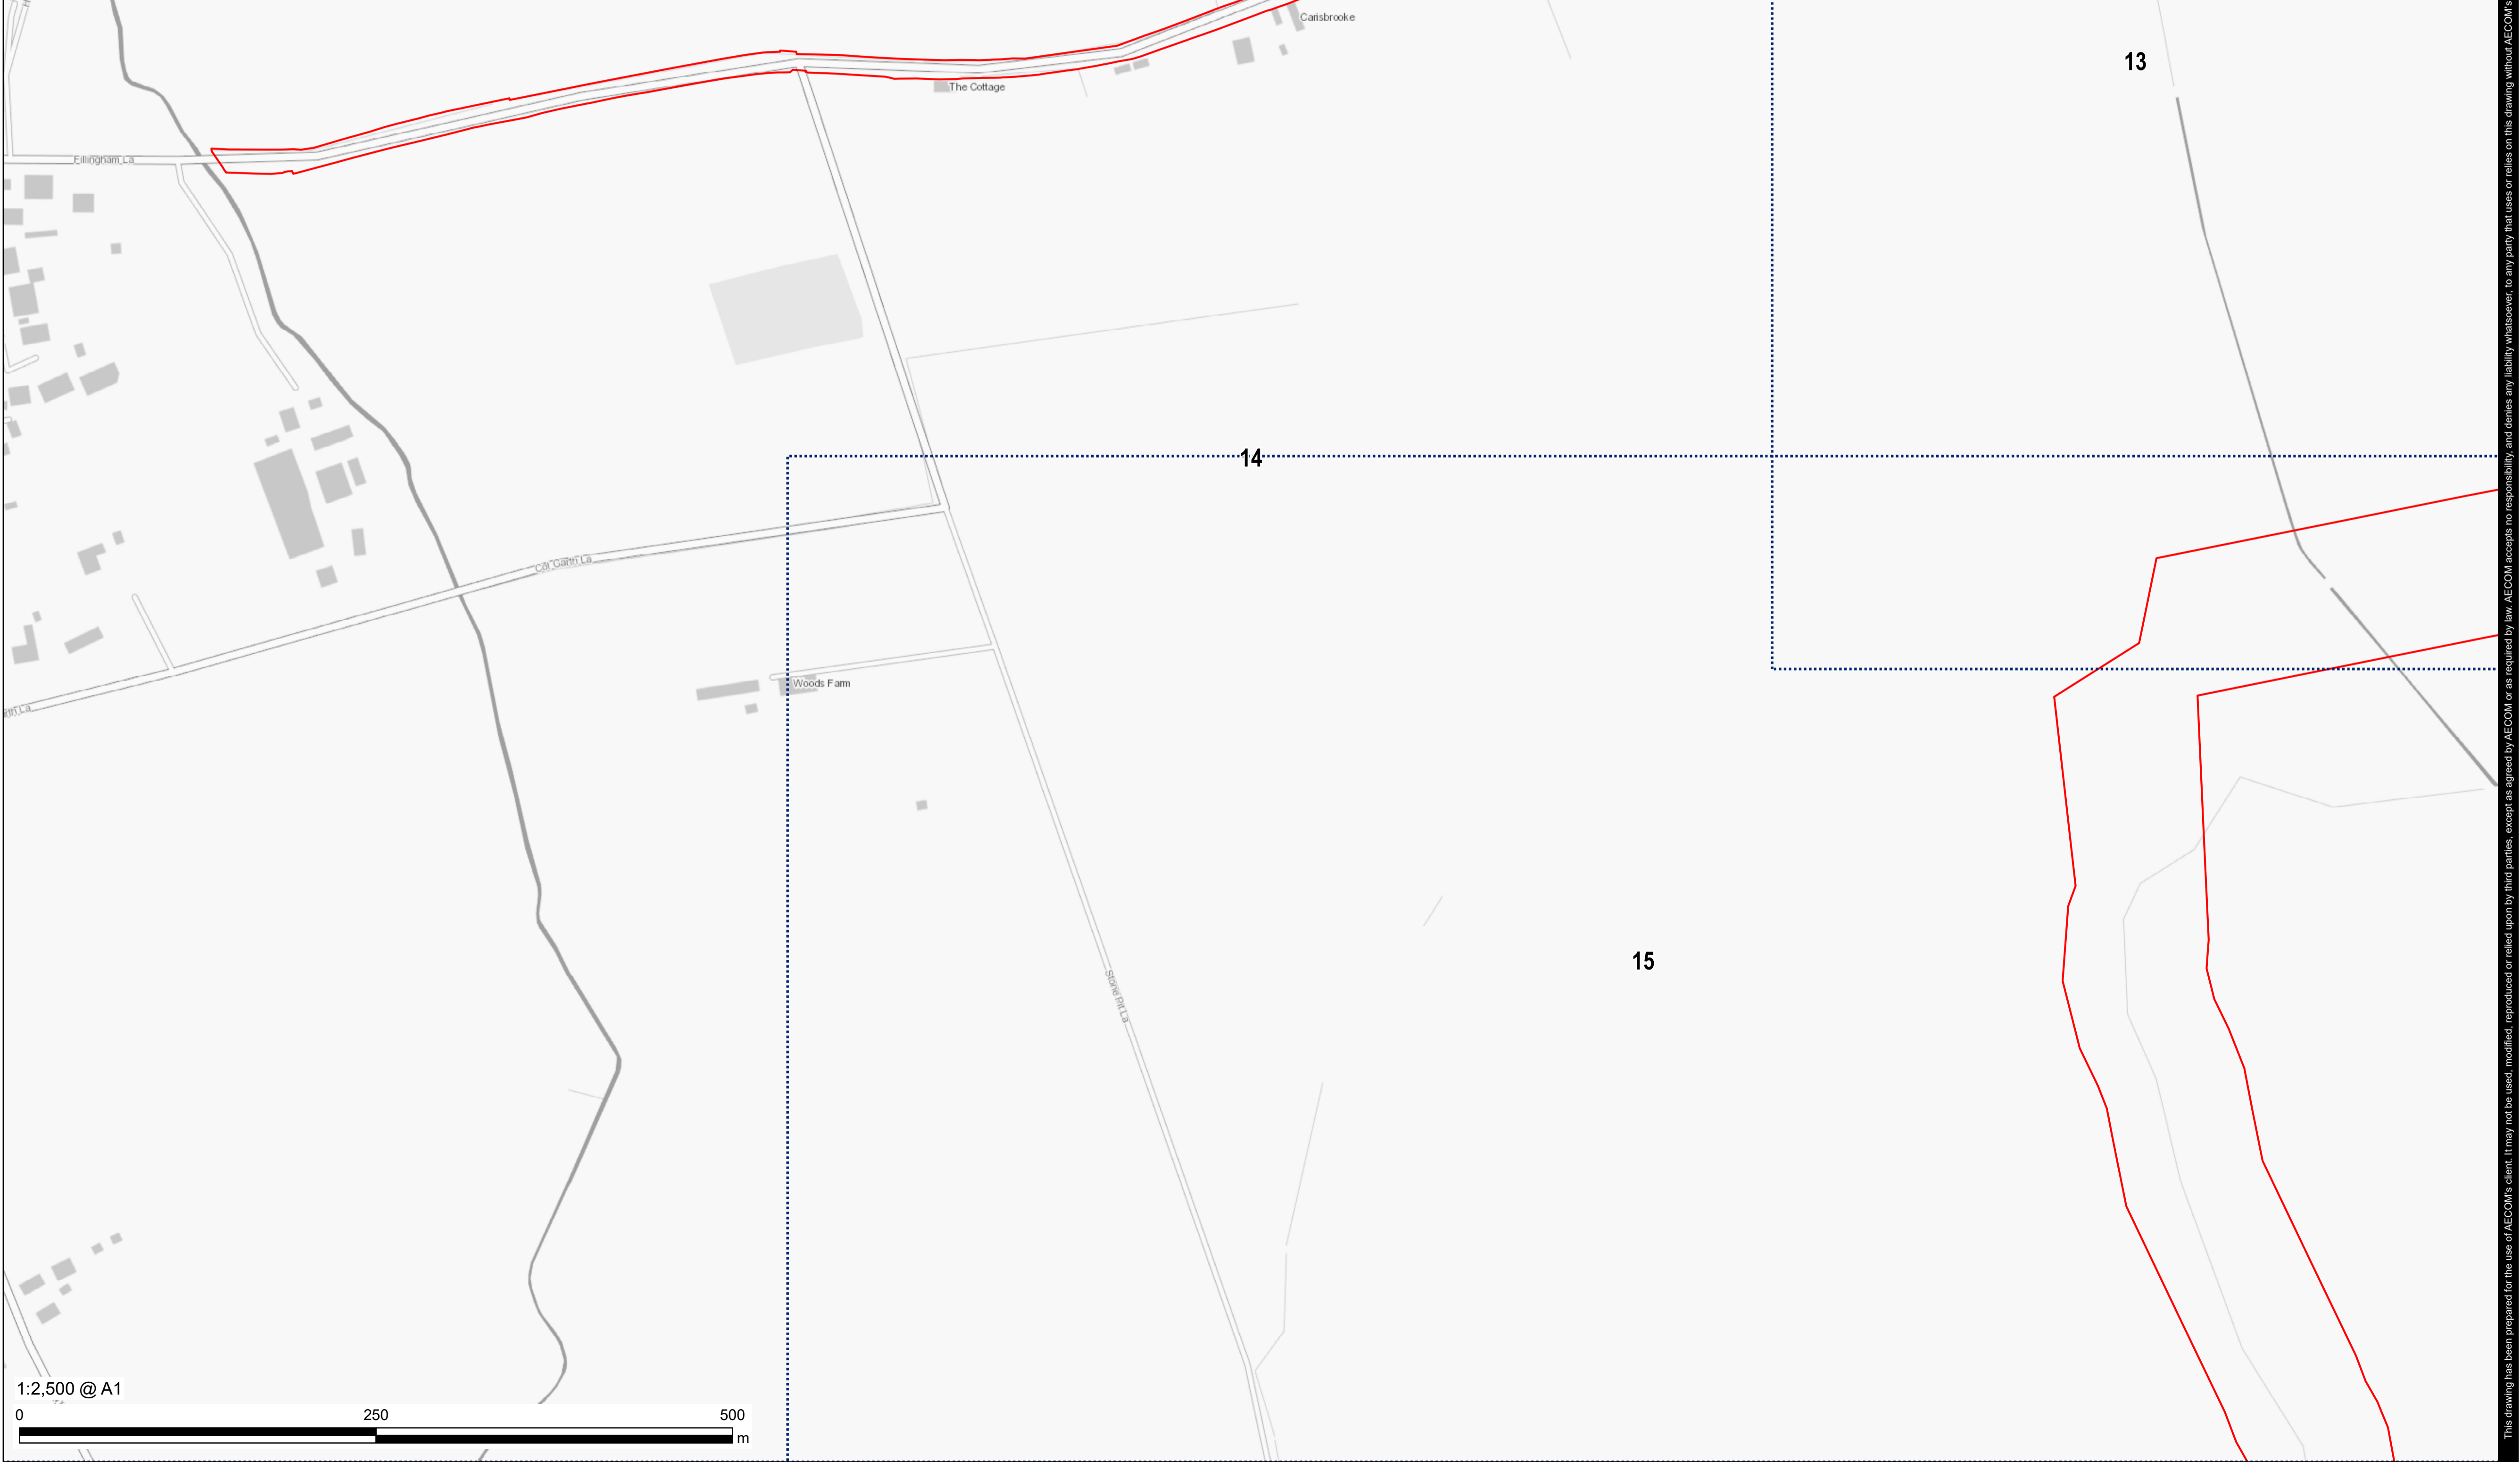 Carisbrooke
13
The Cottage
Fillingham La
14
Car Garth La
Woods Farm
La
15
Stone Pit La
1:2,500 @ A1
0 250 500
m
This drawing has been prepared for the use of AECOM's client. It may not be used, modified, reproduced or relied upon by third parties, except as agreed by AECOM or as required by law. AECOM accepts no responsibility, and denies any liability whatsoever, to any party that uses or relies on this drawing without AECOM's